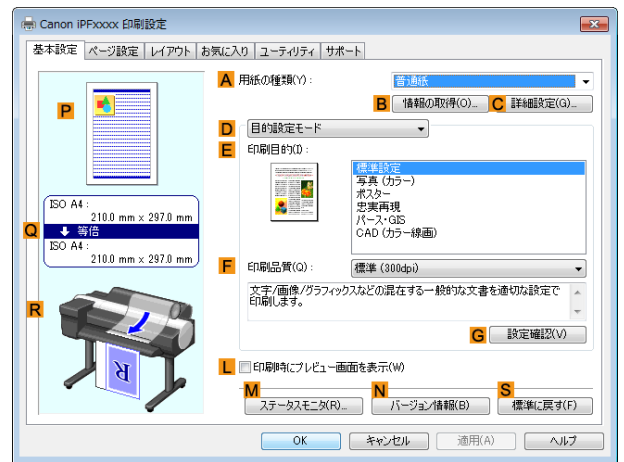 Canon iPFxxxx 印刷設定
基本設定 ページ設定 レイアウト お気に入り ユーティリティ サポート
P
ISO A4 :
210.0 mm × 297.0 mm
Q 等倍
ISO A4 :
210.0 mm × 297.0 mm
R
A 用紙の種類(Y) : 普通紙
B 情報の取得(O)... C 詳細設定(G)...
D 目的設定モード
E 印刷目的(I) :
標準設定
写真 (カラー)
ポスター
忠実再現
パース・GIS
CAD (カラー線画)
F 印刷品質(Q) : 標準 (300dpi)
文字/画像/グラフィックスなどの混在する一般的な文書を適切な設定で
印刷します。
G 設定確認(V)
L 印刷時にプレビュー画面を表示(W)
M N S
ステータスモニタ(R)... バージョン情報(B) 標準に戻す(F)
OK キャンセル 適用(A) ヘルプ